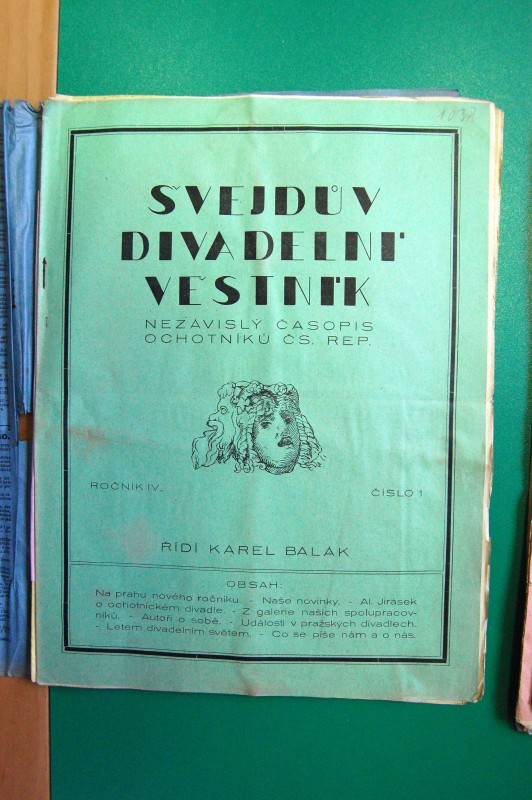 ŠVEJDŮV
DIVADELNÍ
VĚSTNÍK
NEZÁVISLÝ ČASOPIS
OCHOTNÍKŮ ČS. REP.
ROČNÍK IV.
ČÍSLO 1
ŘÍDÍ KAREL BALÁK
OBSAH:
Na prahu nového ročníku. - Naše novinky. - Al. Jirásek
o ochotnickém divadle. - Z galerie našich spolupracov-
níků. - Autoři o sobě. - Události v pražských divadlech.
- Letem divadelním světem. - Co se píše nám a o nás.